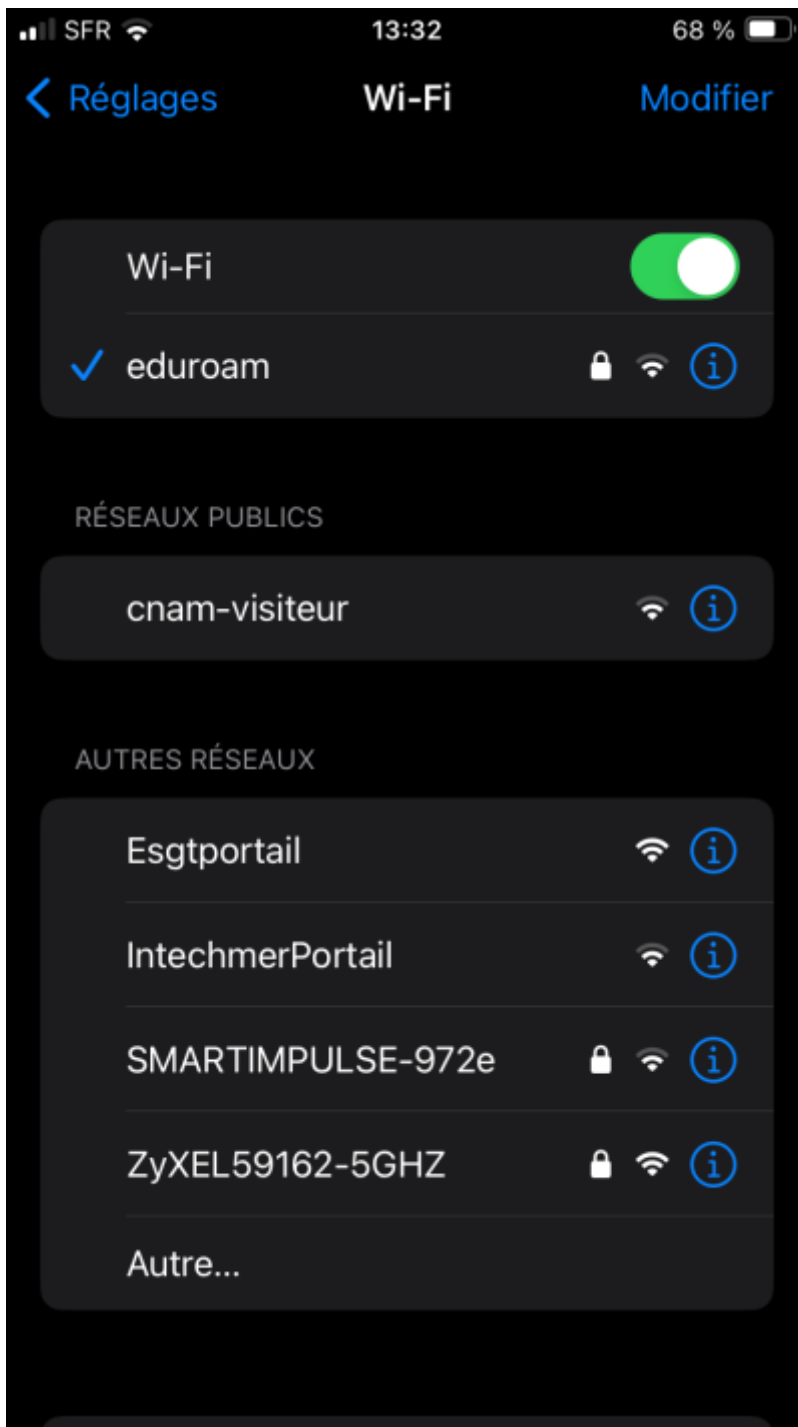 SFR 13:32 68 %
Réglages Wi-Fi Modifier
Wi-Fi
eduroam
RÉSEAUX PUBLICS
cnam-visiteur
AUTRES RÉSEAUX
Esgtportail
IntechmerPortail
SMARTIMPULSE-972e
ZyXEL59162-5GHZ
Autre...